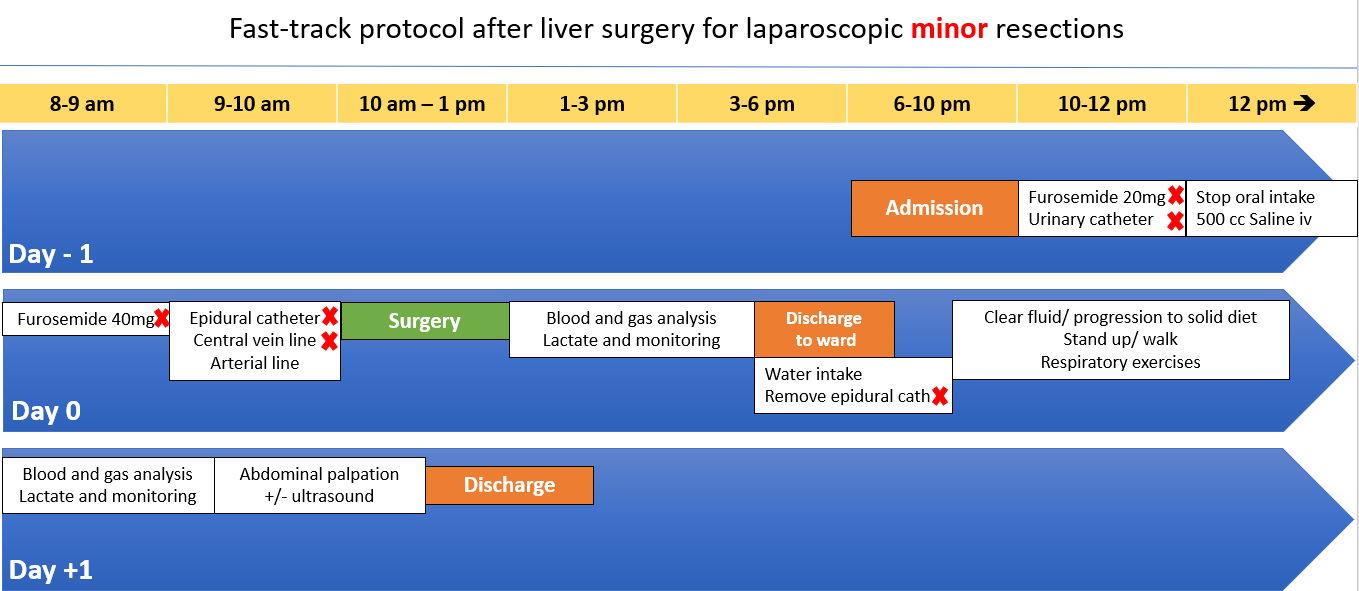 Fast-track protocol after liver surgery for laparoscopic minor resections
8-9 am
9-10 am
10 am – 1 pm
1-3 pm
3-6 pm
6-10 pm
10-12 pm
12 pm ➔
Admission
Furosemide 20mg
Urinary catheter
Stop oral intake
500 cc Saline iv
Day - 1
Furosemide 40mg
Epidural catheter
Central vein line
Arterial line
Surgery
Blood and gas analysis
Lactate and monitoring
Discharge
to ward
Water intake
Remove epidural cath
Clear fluid/ progression to solid diet
Stand up/ walk
Respiratory exercises
Day 0
Blood and gas analysis
Lactate and monitoring
Abdominal palpation
+/- ultrasound
Discharge
Day +1